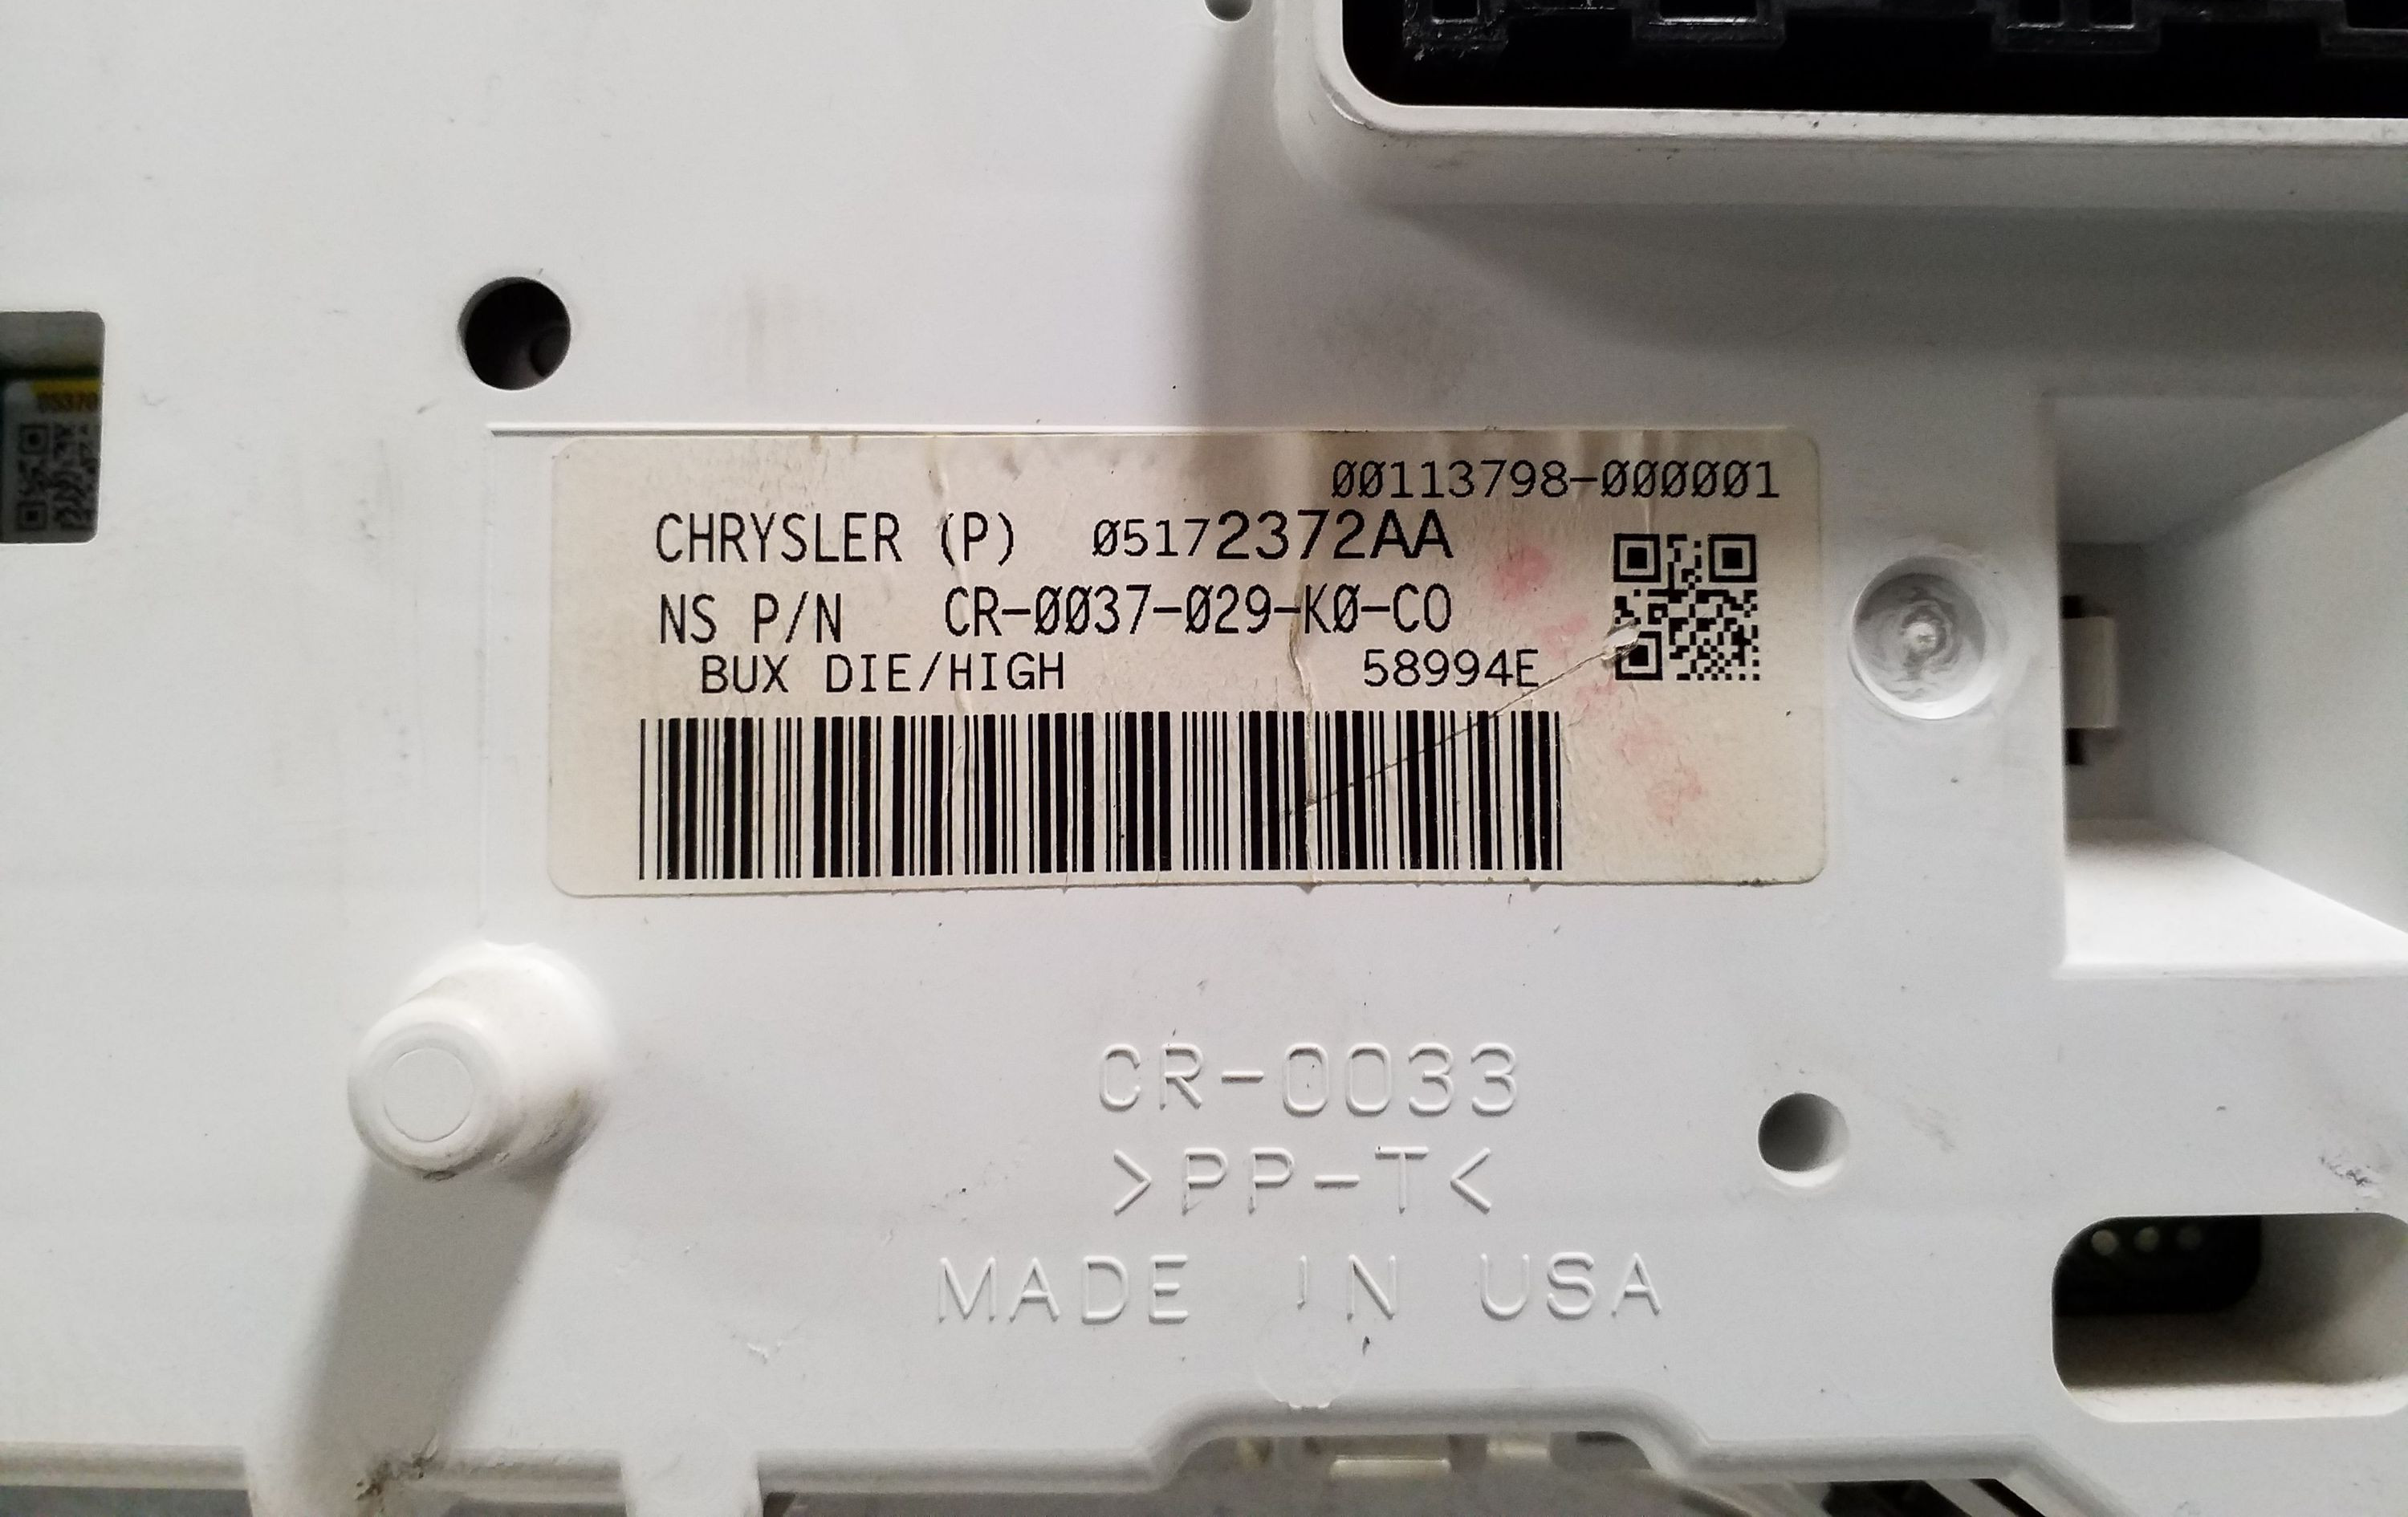 00113798-000001
CHRYSLER (P) 05172372AA
NS P/N CR-0037-029-K0-CO
BUX DIE/HIGH 58994E
CR-0033
>PP-T<
MADE IN USA